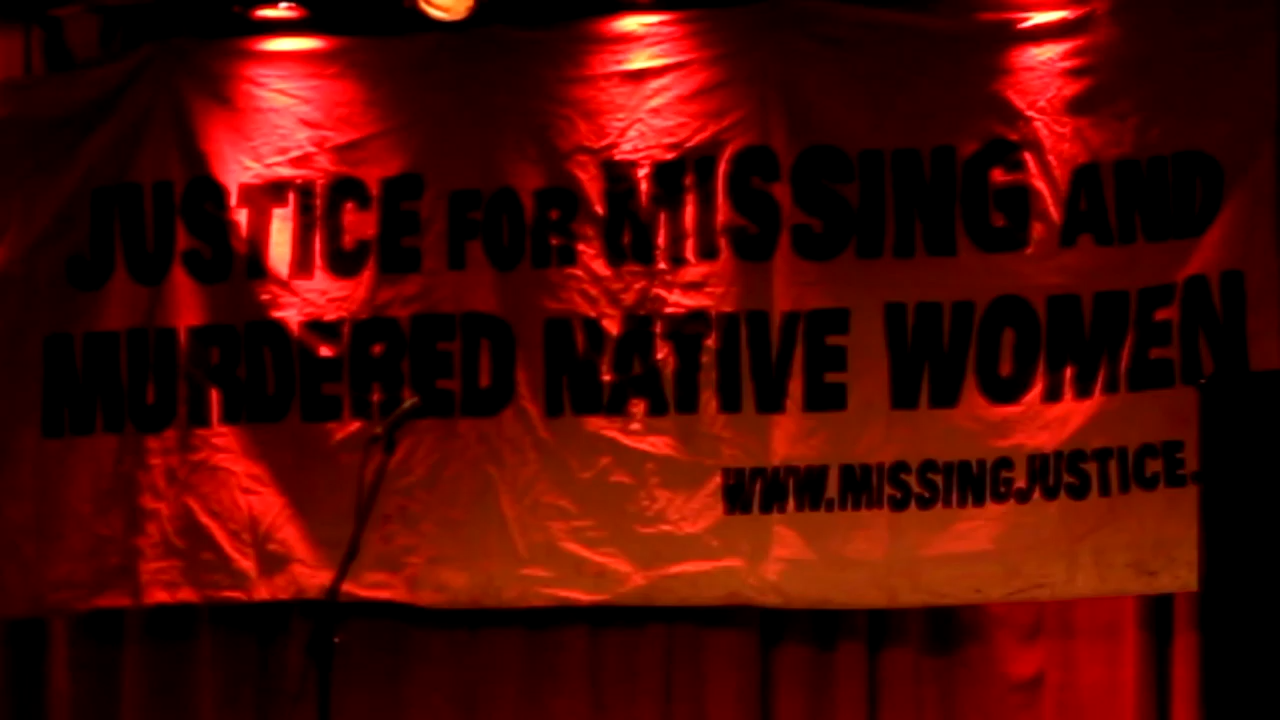 JUSTICE FOR MISSING AND
MURDERED NATIVE WOMEN
WWW.MISSINGJUSTICE.